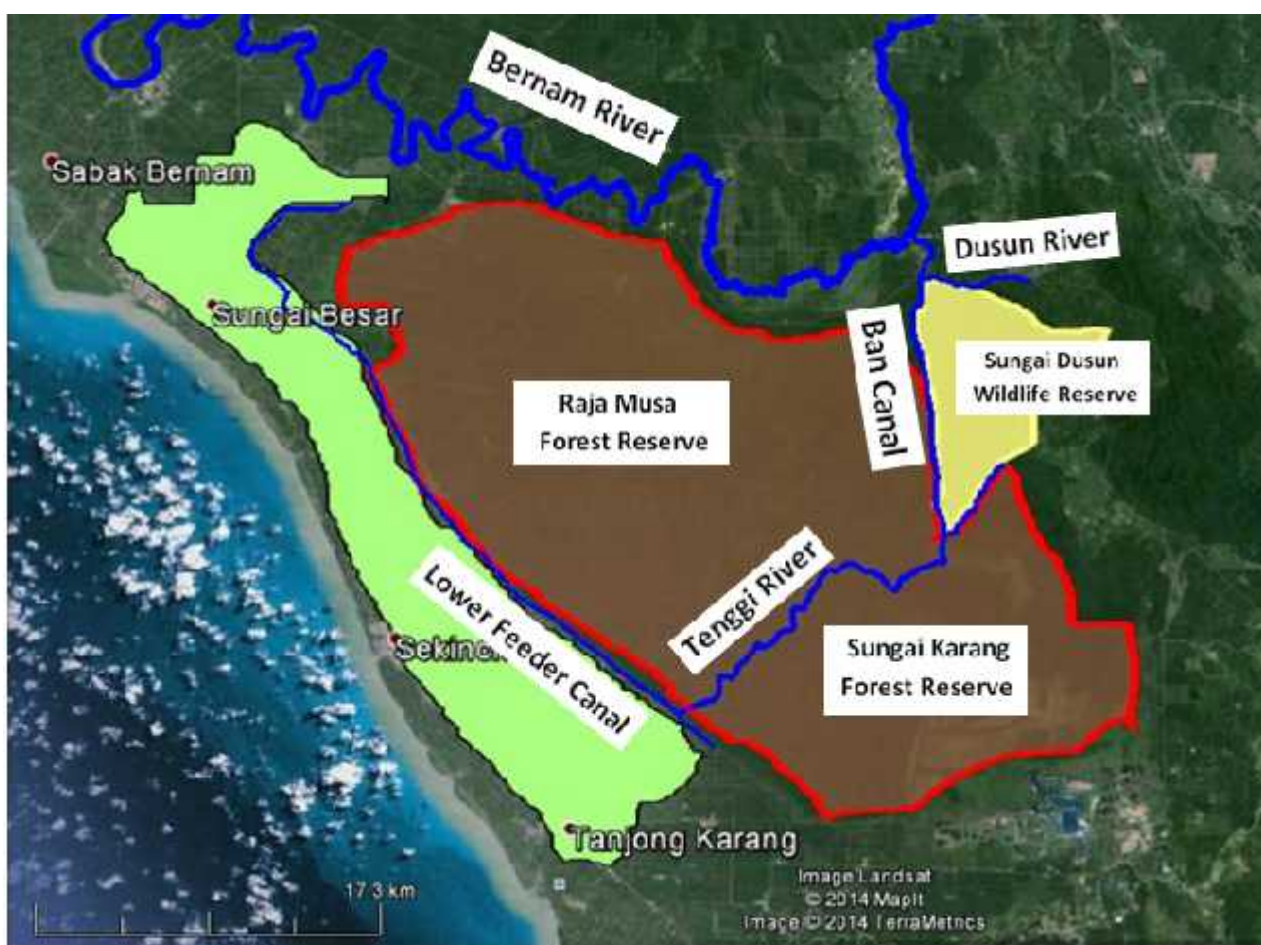 Bernam River
Sabak Bernam
Dusun River
Sungai Besar
Ban Canal
Sungai Dusun
Wildlife Reserve
Raja Musa
Forest Reserve
Tenggi River
Lower Feeder Canal
Sungai Karang
Forest Reserve
Tanjong Karang
17.3 km
Image Landsat
© 2014 MapIt
Image © 2014 TerraMetrics